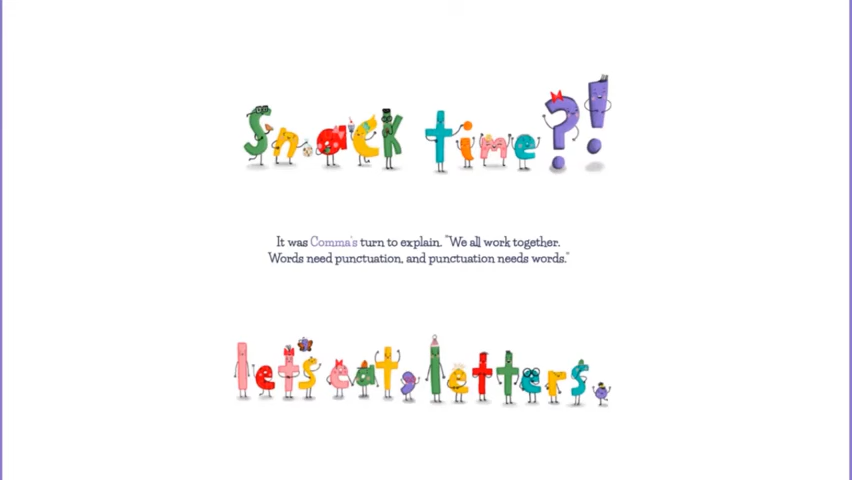 Snack time?!
It was Comma's turn to explain. "We all work together.
Words need punctuation, and punctuation needs words."
let's eat, letters.